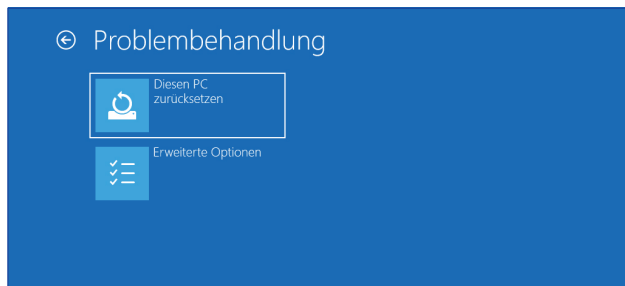 Problembehandlung
Diesen PC
zurücksetzen
Erweiterte Optionen